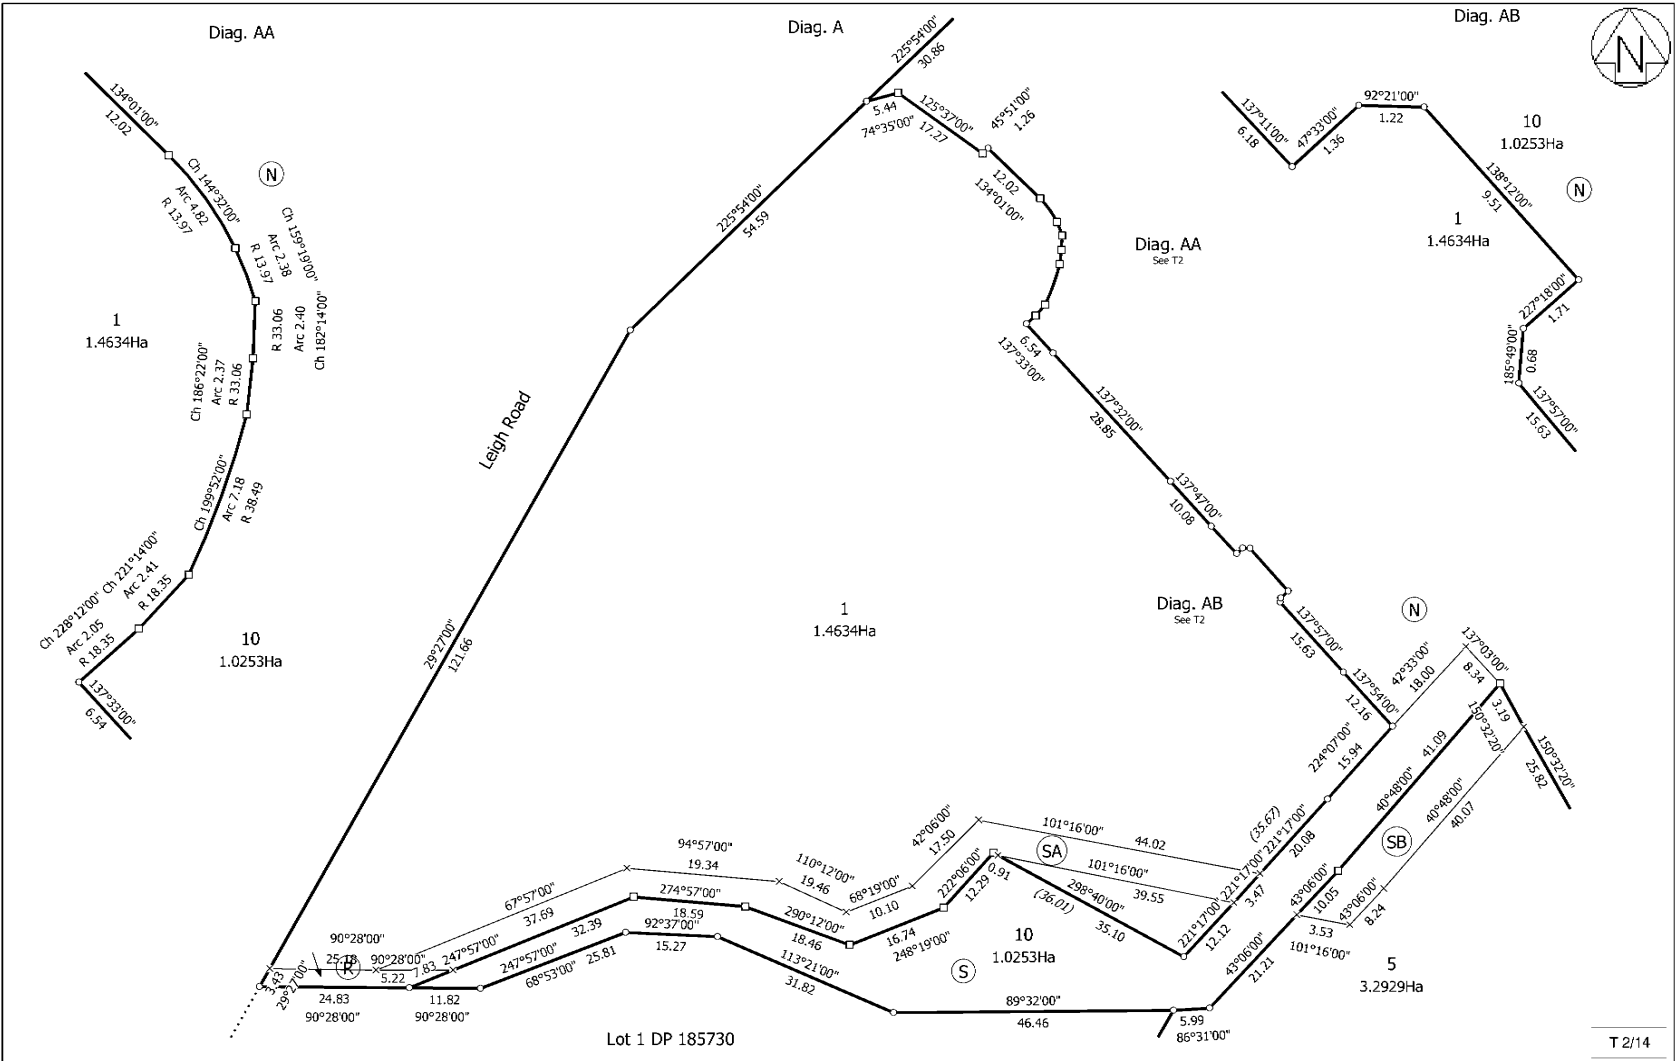 Diag. AA
134°01'00"
12.02
Ch 144°32'00"
Arc 4.82
R 13.97
N
Ch 159°19'00"
Arc 2.38
R 13.97
1
1.4634Ha
R 33.06
Arc 2.40
Ch 182°14'00"
Ch 186°22'00"
Arc 2.37
R 33.06
Ch 199°52'00"
Arc 7.18
R 38.49
Ch 221°14'00"
Arc 2.41
R 18.35
Ch 228°12'00"
Arc 2.05
R 18.35
10
1.0253Ha
137°33'00"
6.54
Diag. A
225°54'00"
30.86
5.44
74°35'00"
125°37'00"
17.27
45°51'00"
1.26
12.02
134°01'00"
225°54'00"
54.59
Diag. AA
See T2
6.54
137°33'00"
137°32'00"
28.85
137°47'00"
10.08
Leigh Road
29°27'00"
121.66
1
1.4634Ha
Diag. AB
See T2
N
137°57'00"
15.63
137°54'00"
12.16
42°33'00"
18.00
137°03'00"
8.34
3.19
150°32'20"
150°32'20"
25.82
224°07'00"
15.94
40°48'00"
41.09
40°48'00"
40.07
SB
(35.67)
221°17'00"
20.08
221°17'00"
3.47
221°17'00"
12.12
43°06'00"
10.05
43°06'00"
8.24
3.53
101°16'00"
43°06'00"
21.21
101°16'00"
44.02
SA
101°16'00"
39.55
0.91
298°40'00"
(36.01)
35.10
42°06'00"
17.50
222°06'00"
12.29
68°19'00"
10.10
16.74
248°19'00"
110°12'00"
19.46
290°12'00"
18.46
94°57'00"
19.34
274°57'00"
18.59
67°57'00"
37.69
247°57'00"
32.39
92°37'00"
15.27
247°57'00"
68°53'00"
25.81
113°21'00"
31.82
90°28'00"
25.18
90°28'00"
7.83
R
5.22
3.43
29°27'00"
24.83
90°28'00"
11.82
90°28'00"
10
1.0253Ha
S
89°32'00"
46.46
5.99
86°31'00"
5
3.2929Ha
Lot 1 DP 185730
Diag. AB
N
137°11'00"
6.18
47°33'00"
1.36
92°21'00"
1.22
10
1.0253Ha
N
138°12'00"
9.51
1
1.4634Ha
227°18'00"
1.71
185°49'00"
0.68
137°57'00"
15.63
T 2/14